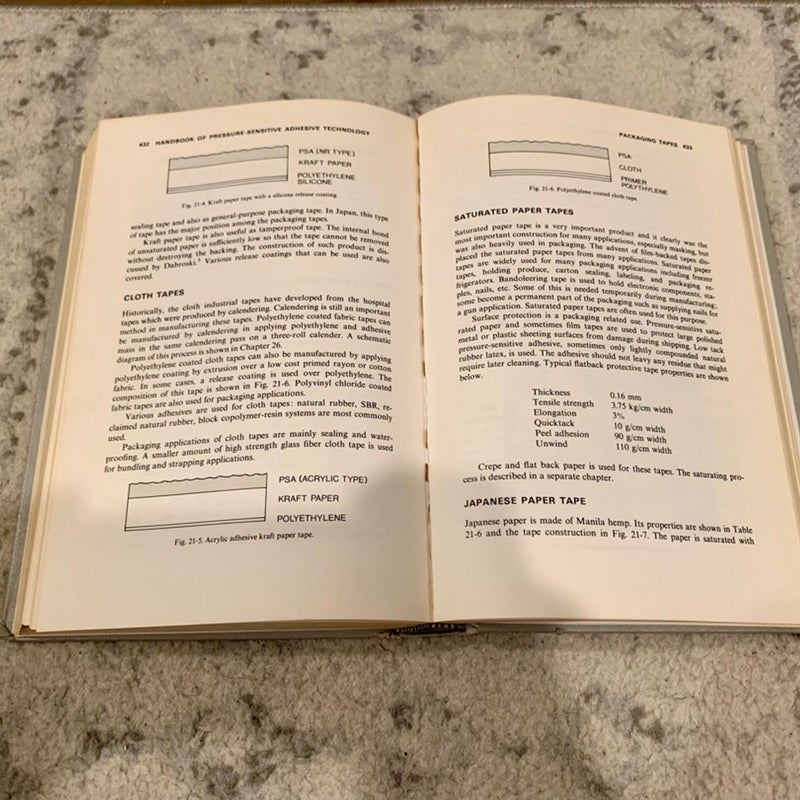 432 HANDBOOK OF PRESSURE-SENSITIVE ADHESIVE TECHNOLOGY
PSA (NR TYPE)
KRAFT PAPER
POLYETHYLENE
SILICONE
Fig. 21-4. Kraft paper tape with a silicone release coating.
sealing tape and also as general-purpose packaging tape. In Japan, this type
of tape has the major position among the packaging tapes.
Kraft paper tape is also useful as tamperproof tape. The internal bond
of unsaturated paper is sufficiently low so that the tape cannot be removed
without destroying the backing. The construction of such product is dis-
cussed by Dabroski. Various release coatings that can be used are also
covered.
CLOTH TAPES
Historically, the cloth industrial tapes have developed from the hospital
tapes which were produced by calendering. Calendering is still an important
method in manufacturing these tapes. Polyethylene coated fabric tapes can
be manufactured by calendering in applying polyethylene and adhesive
mass in the same calendering pass on a three-roll calender. A schematic
diagram of this process is shown in Chapter 26.
Polyethylene coated cloth tapes can also be manufactured by applying
polyethylene coating by extrusion over a low cost primed rayon or cotton
fabric. In some cases, a release coating is used over polyethylene. The
composition of this tape is shown in Fig. 21-6. Polyvinyl chloride coated
fabric tapes are also used for packaging applications.
Various adhesives are used for cloth tapes: natural rubber, SBR, re-
claimed natural rubber, block copolymer-resin systems are most commonly
used.
Packaging applications of cloth tapes are mainly sealing and water-
proofing. A smaller amount of high strength glass fiber cloth tape is used
for bundling and strapping applications.
PSA (ACRYLIC TYPE)
KRAFT PAPER
POLYETHYLENE
Fig. 21-5. Acrylic adhesive kraft paper tape.
PACKAGING TAPES 433
PSA
CLOTH
PRIMER
POLYTHYLENE
Fig. 21-6. Polyethylene coated cloth tape.
SATURATED PAPER TAPES
Saturated paper tape is a very important product and it clearly was the
most important construction for many applications, especially masking, but
was also heavily used in packaging. The advent of film-backed tapes dis-
placed the saturated paper tapes from many applications. Saturated paper
tapes are widely used for many packaging applications including freezer
tapes, holding produce, carton sealing, labeling, and packaging re-
frigerators. Bandoleering tape is used to hold electronic components, sta-
ples, nails, etc. Some of this is needed temporarily during manufacturing;
some become a permanent part of the packaging such as supplying nails for
a gun application. Saturated paper tapes are often used for this purpose.
Surface protection is a packaging related use. Pressure-sensitive satu-
rated paper and sometimes film tapes are used to protect large polished
metal or plastic sheeting surfaces from damage during shipping. Low tack
pressure-sensitive adhesive, sometimes only lightly compounded natural
rubber latex, is used. The adhesive should not leave any residue that might
require later cleaning. Typical flatback protective tape properties are shown
below.
Thickness 0.16 mm
Tensile strength 3.75 kg/cm width
Elongation 3%
Quicktack 10 g/cm width
Peel adhesion 90 g/cm width
Unwind 110 g/cm width
Crepe and flat back paper is used for these tapes. The saturating pro-
cess is described in a separate chapter.
JAPANESE PAPER TAPE
Japanese paper is made of Manila hemp. Its properties are shown in Table
21-6 and the tape construction in Fig. 21-7. The paper is saturated with